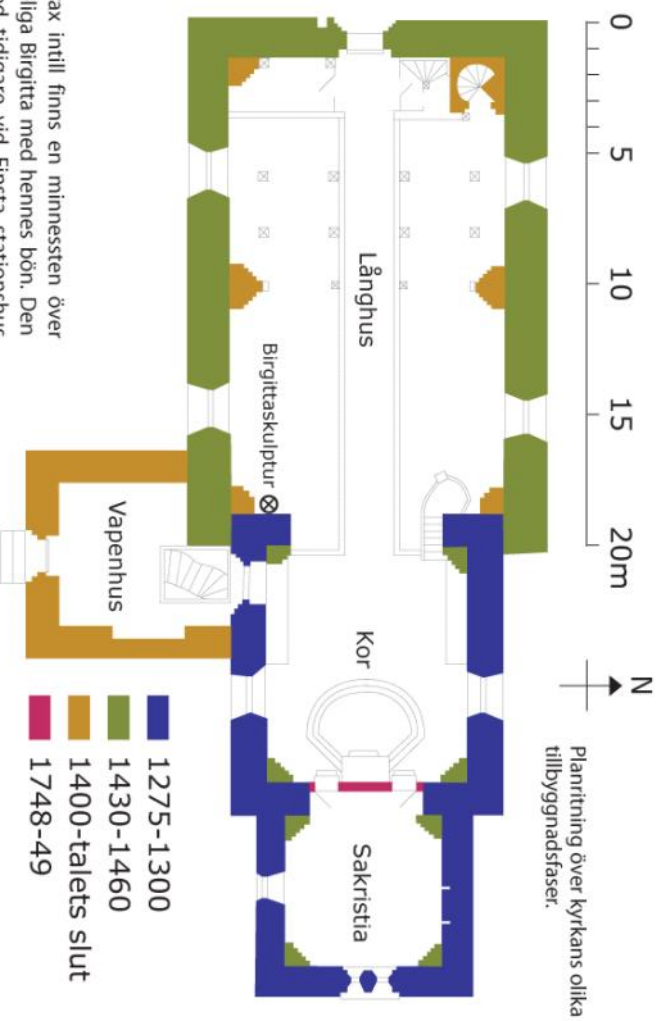 0
5
10
15
20m
N
Planritning över kyrkans olika
tillbyggnadsfaser.
Långhus
Birgittaskulptur
Kor
Sakristia
Vapenhus
1275-1300
1430-1460
1400-talets slut
1748-49
ax intill finns en minnessten över
liga Birgitta med hennes bön. Den